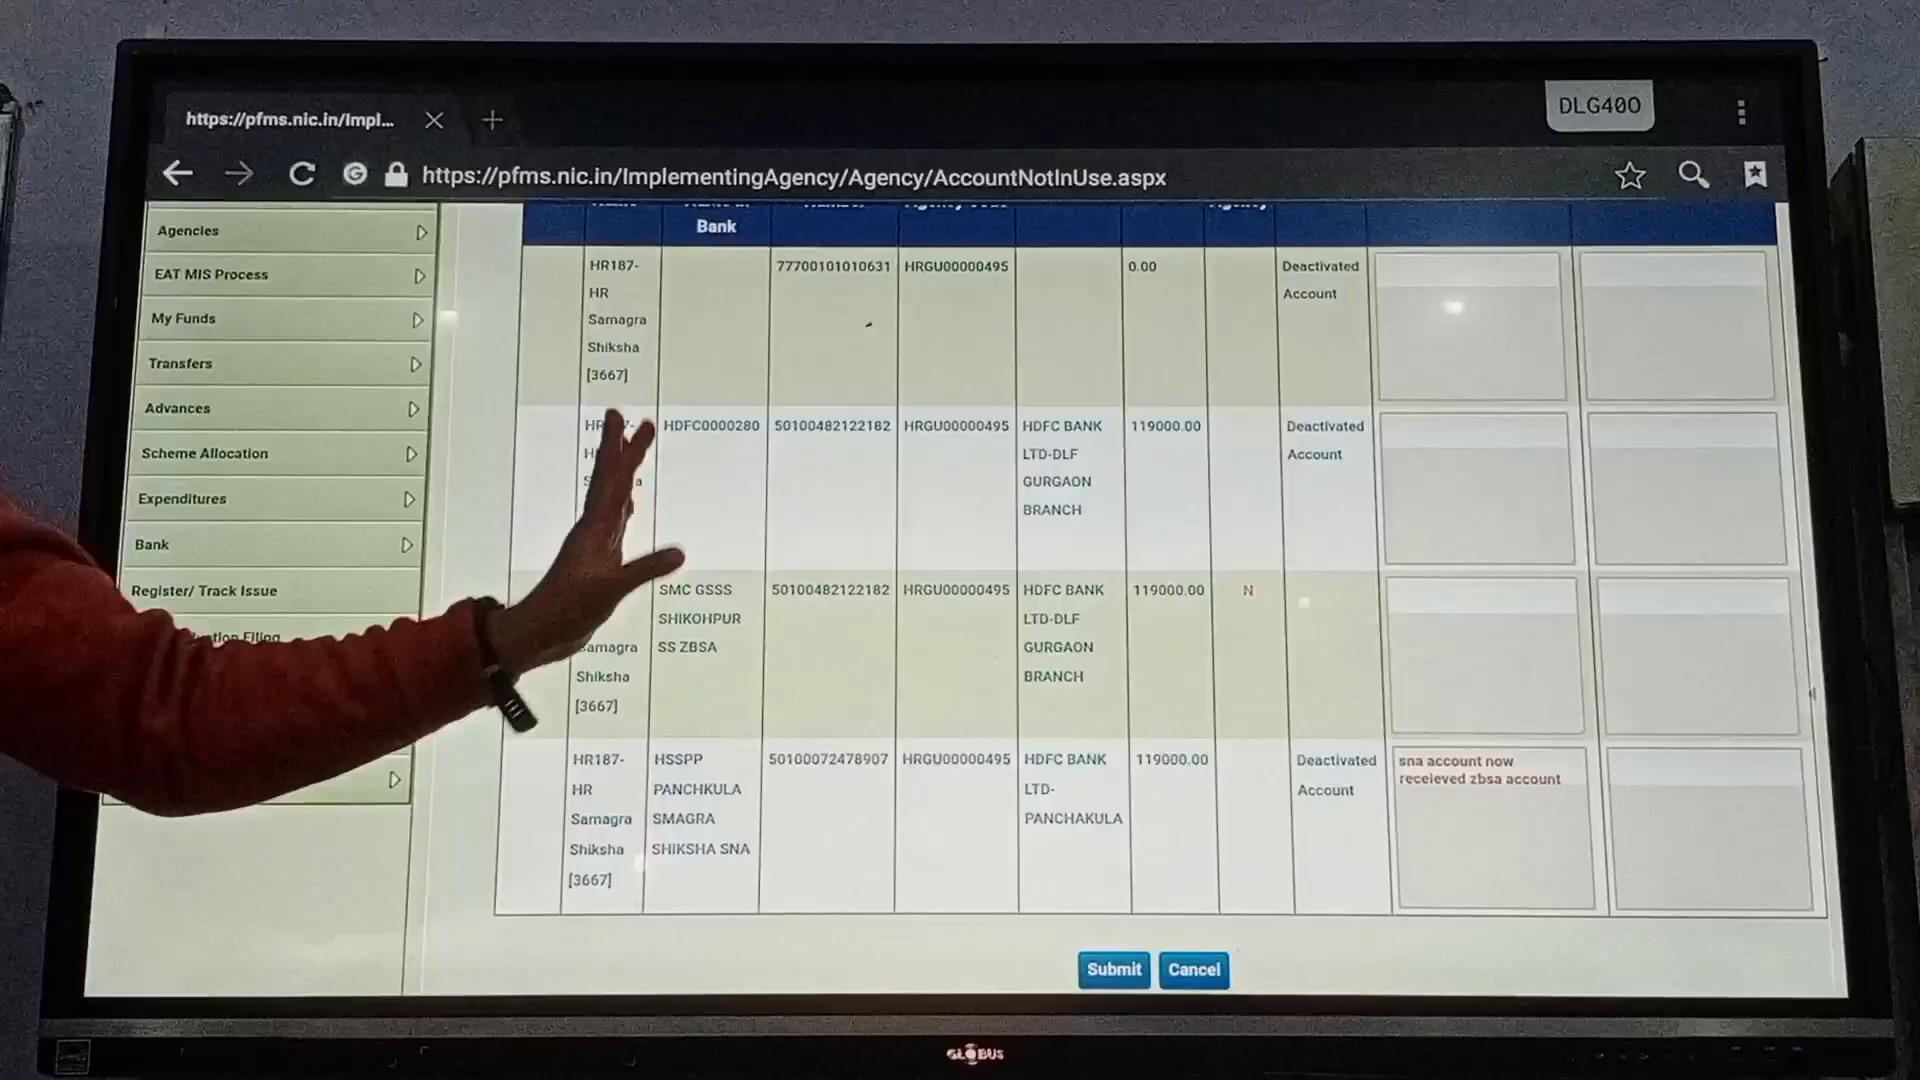 https://pfms.nic.in/Impl...
DLG40O
https://pfms.nic.in/ImplementingAgency/Agency/AccountNotInUse.aspx
Agencies
EAT MIS Process
My Funds
Transfers
Advances
Scheme Allocation
Expenditures
Bank
Register/ Track Issue
Bank
HR187-
HR
Samagra
Shiksha
[3667]
77700101010631
HRGU00000495
0.00
Deactivated
Account
HDFC0000280
50100482122182
HRGU00000495
HDFC BANK
LTD-DLF
GURGAON
BRANCH
119000.00
Deactivated
Account
Samagra
Shiksha
[3667]
SMC GSSS
SHIKOHPUR
SS ZBSA
50100482122182
HRGU00000495
HDFC BANK
LTD-DLF
GURGAON
BRANCH
119000.00
N
HR187-
HR
Samagra
Shiksha
[3667]
HSSPP
PANCHKULA
SMAGRA
SHIKSHA SNA
50100072478907
HRGU00000495
HDFC BANK
LTD-
PANCHAKULA
119000.00
Deactivated
Account
sna account now
receieved zbsa account
Submit
Cancel
GLOBUS